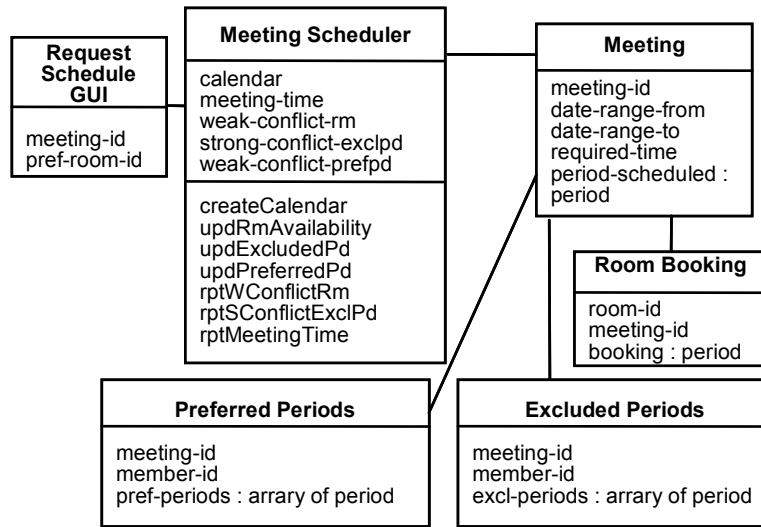 Request
Schedule
GUI
meeting-id
pref-room-id
Meeting Scheduler
calendar
meeting-time
weak-conflict-rm
strong-conflict-exclpd
weak-conflict-prefpd
createCalendar
updRmAvailability
updExcludedPd
updPreferredPd
rptWConflictRm
rptSConflictExclPd
rptMeetingTime
Meeting
meeting-id
date-range-from
date-range-to
required-time
period-scheduled :
period
Room Booking
room-id
meeting-id
booking : period
Preferred Periods
meeting-id
member-id
pref-periods : arrary of period
Excluded Periods
meeting-id
member-id
excl-periods : arrary of period